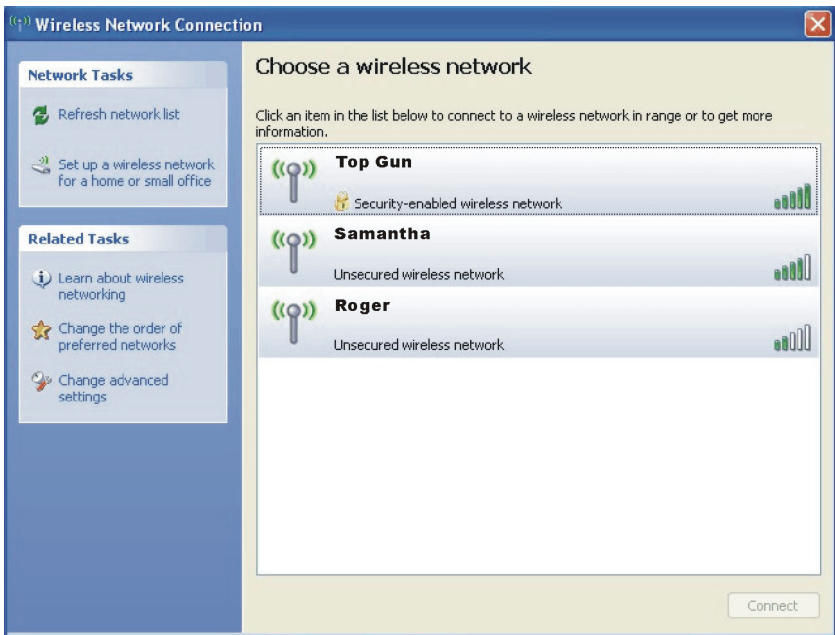 Wireless Network Connection
Network Tasks
Refresh network list
Set up a wireless network
for a home or small office
Related Tasks
Learn about wireless
networking
Change the order of
preferred networks
Change advanced
settings
Choose a wireless network
Click an item in the list below to connect to a wireless network in range or to get more
information.
Top Gun
Security-enabled wireless network
Samantha
Unsecured wireless network
Roger
Unsecured wireless network
Connect